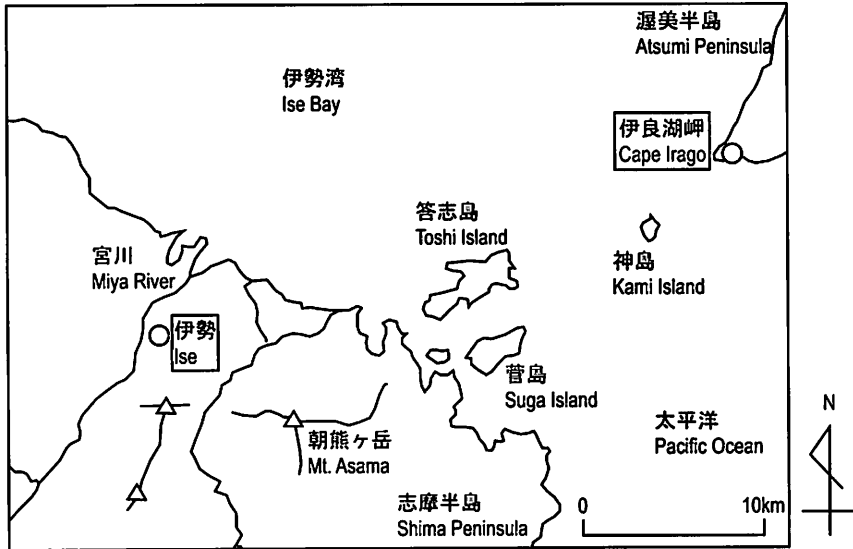 渥美半島
Atsumi Peninsula
伊勢湾
Ise Bay
伊良湖岬
Cape Irago
答志島
Toshi Island
宮川
Miya River
神島
Kami Island
伊勢
Ise
菅島
Suga Island
太平洋
Pacific Ocean
N
朝熊ヶ岳
Mt. Asama
志摩半島
Shima Peninsula
0 10km